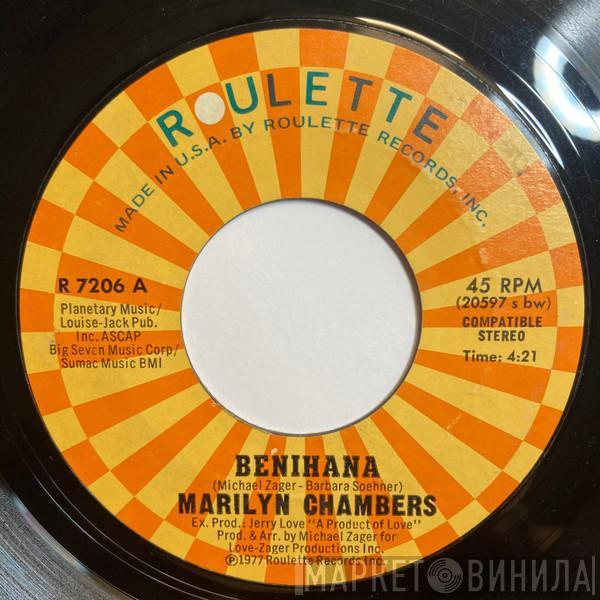 ROULETTE
MADE IN U.S.A. BY ROULETTE RECORDS, INC.
R 7206 A
Planetary Music/
Louise-Jack Pub.
Inc. ASCAP
Big Seven Music Corp/
Sumac Music BMI
45 RPM
(20597 s bw)
COMPATIBLE
STEREO
Time: 4:21
BENIHANA
(Michael Zager - Barbara Soehner)
MARILYN CHAMBERS
Ex. Prod.: Jerry Love "A Product of Love"
Prod. & Arr. by Michael Zager for
Love-Zager Productions Inc.
℗1977 Roulette Records Inc.
МАРКЕТ ВИНИЛА